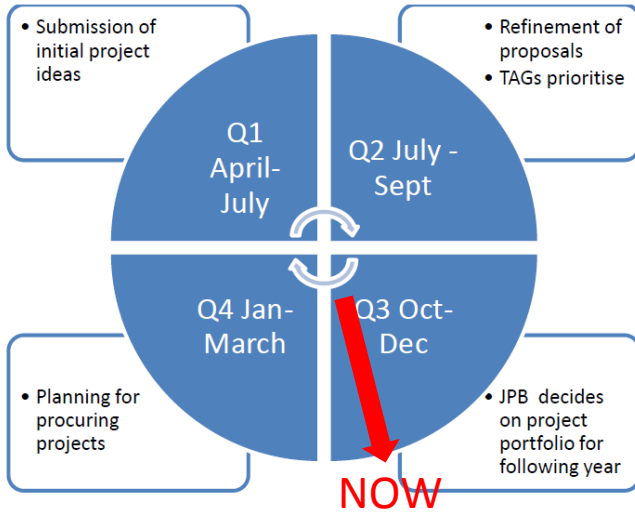 • Submission of
initial project
ideas
• Refinement of
proposals
• TAGs prioritise
Q1
April-
July
Q2 July -
Sept
Q4 Jan-
March
Q3 Oct-
Dec
• Planning for
procuring
projects
• JPB decides
on project
portfolio for
following year
NOW